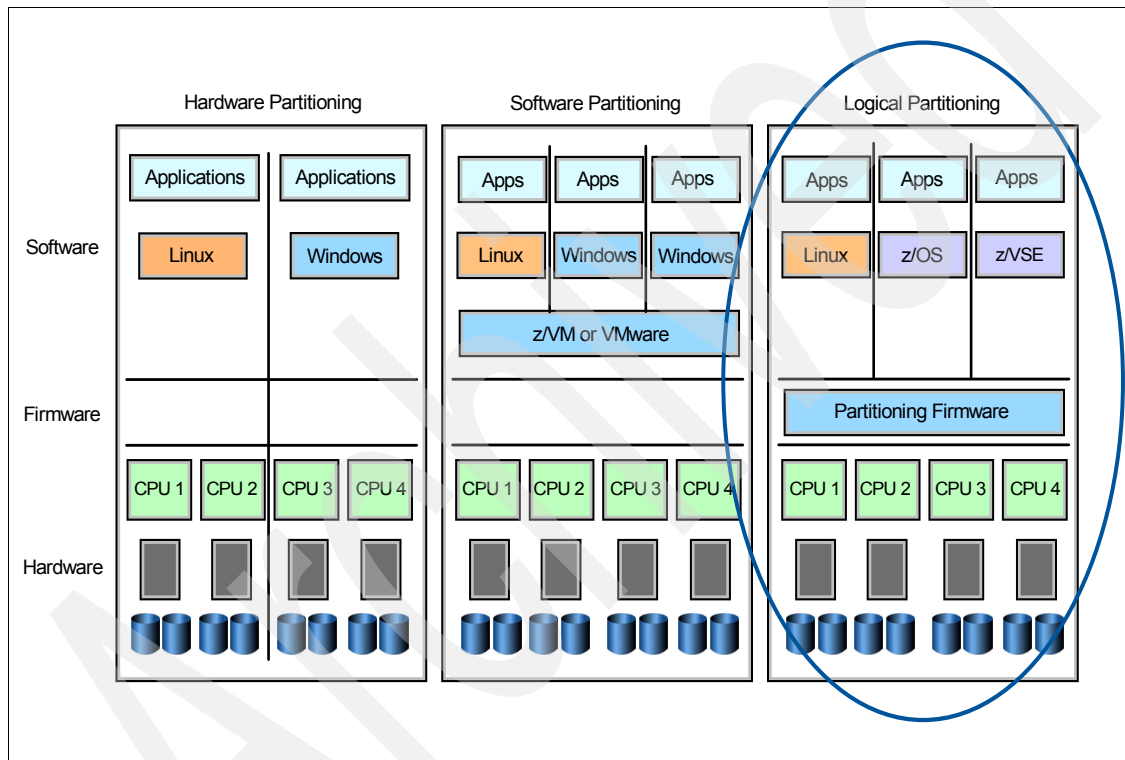 Hardware Partitioning
Software Partitioning
Logical Partitioning
Applications
Applications
Apps
Apps
Apps
Apps
Apps
Apps
Software
Linux
Windows
Linux
Windows
Windows
Linux
z/OS
z/VSE
z/VM or VMware
Firmware
Partitioning Firmware
CPU 1
CPU 2
CPU 3
CPU 4
CPU 1
CPU 2
CPU 3
CPU 4
CPU 1
CPU 2
CPU 3
CPU 4
Hardware
Archived